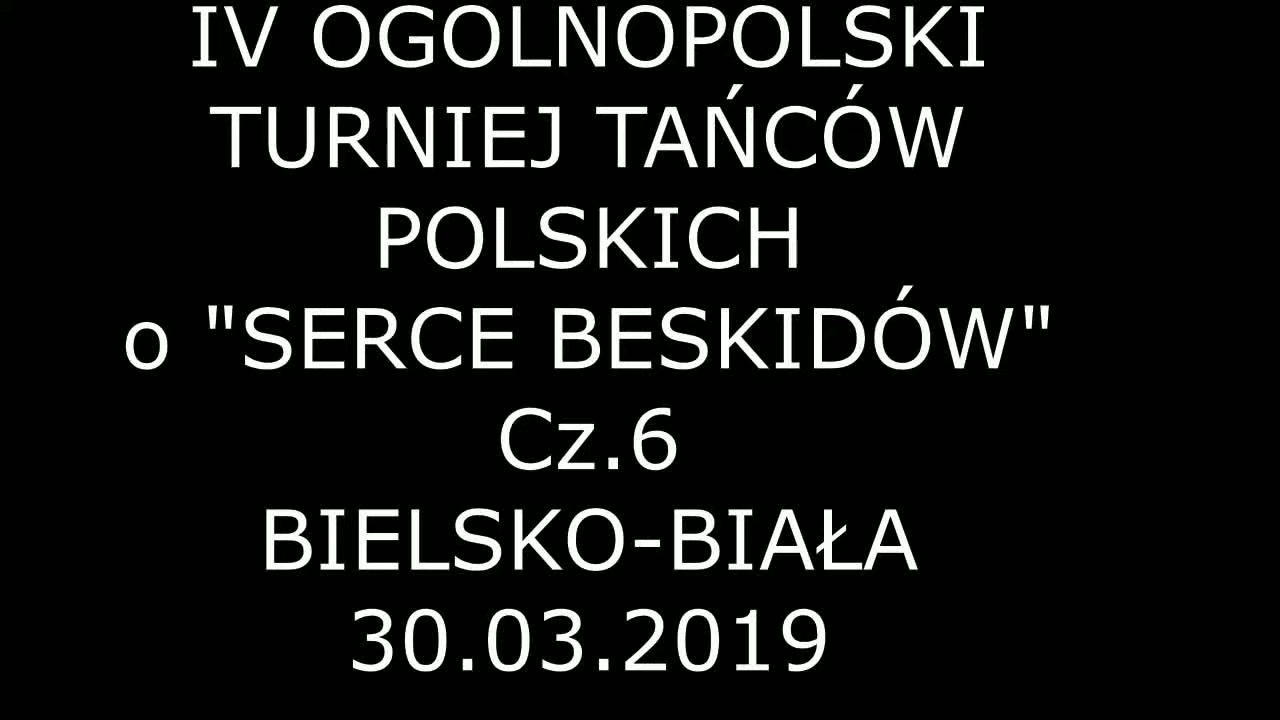 IV OGOLNOPOLSKI
TURNIEJ TAŃCÓW
POLSKICH
o "SERCE BESKIDÓW"
Cz.6
BIELSKO-BIAŁA
30.03.2019